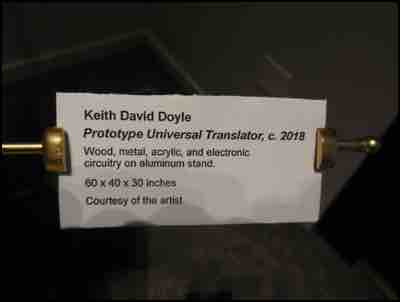 Keith David Doyle
Prototype Universal Translator, c. 2018
Wood, metal, acrylic, and electronic
circuitry on aluminum stand.
60 x 40 x 30 inches
Courtesy of the artist